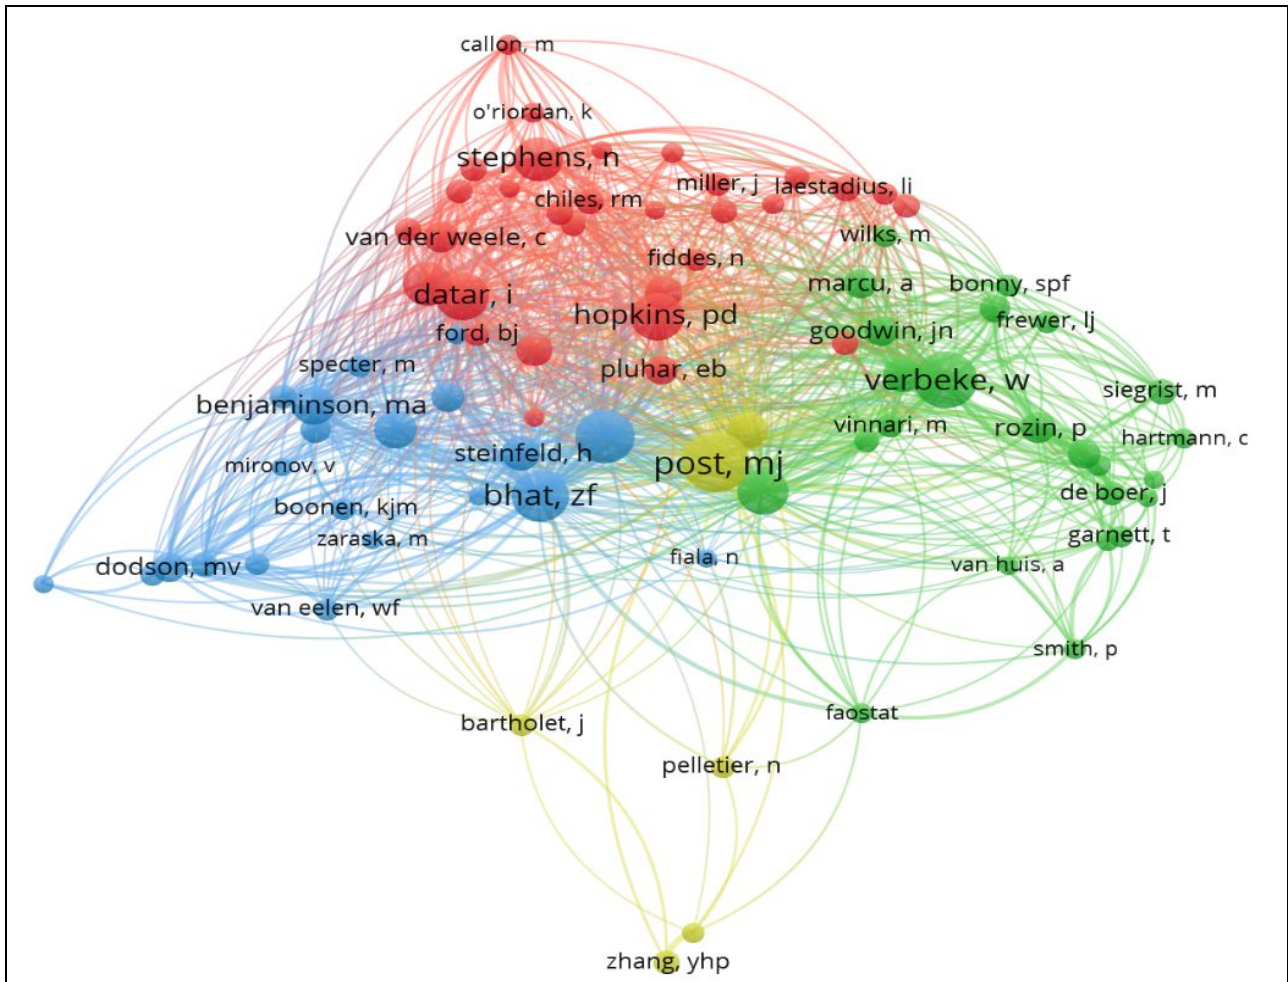 callon, m
o'riordan, k
stephens, n
miller, j
laestadius, li
chiles, rm
van der weele, c
wilks, m
fiddes, n
marcu, a
bonny, spf
datar, i
hopkins, pd
frewer, lj
ford, bj
goodwin, jn
specter, m
pluhar, eb
verbeke, w
siegrist, m
benjaminson, ma
vinnari, m
rozin, p
hartmann, c
steinfeld, h
mironov, v
post, mj
bhat, zf
de boer, j
boonen, kjm
garnett, t
zaraska, m
fiala, n
van huis, a
dodson, mv
van eelen, wf
smith, p
faostat
bartholet, j
pelletier, n
zhang, yhp